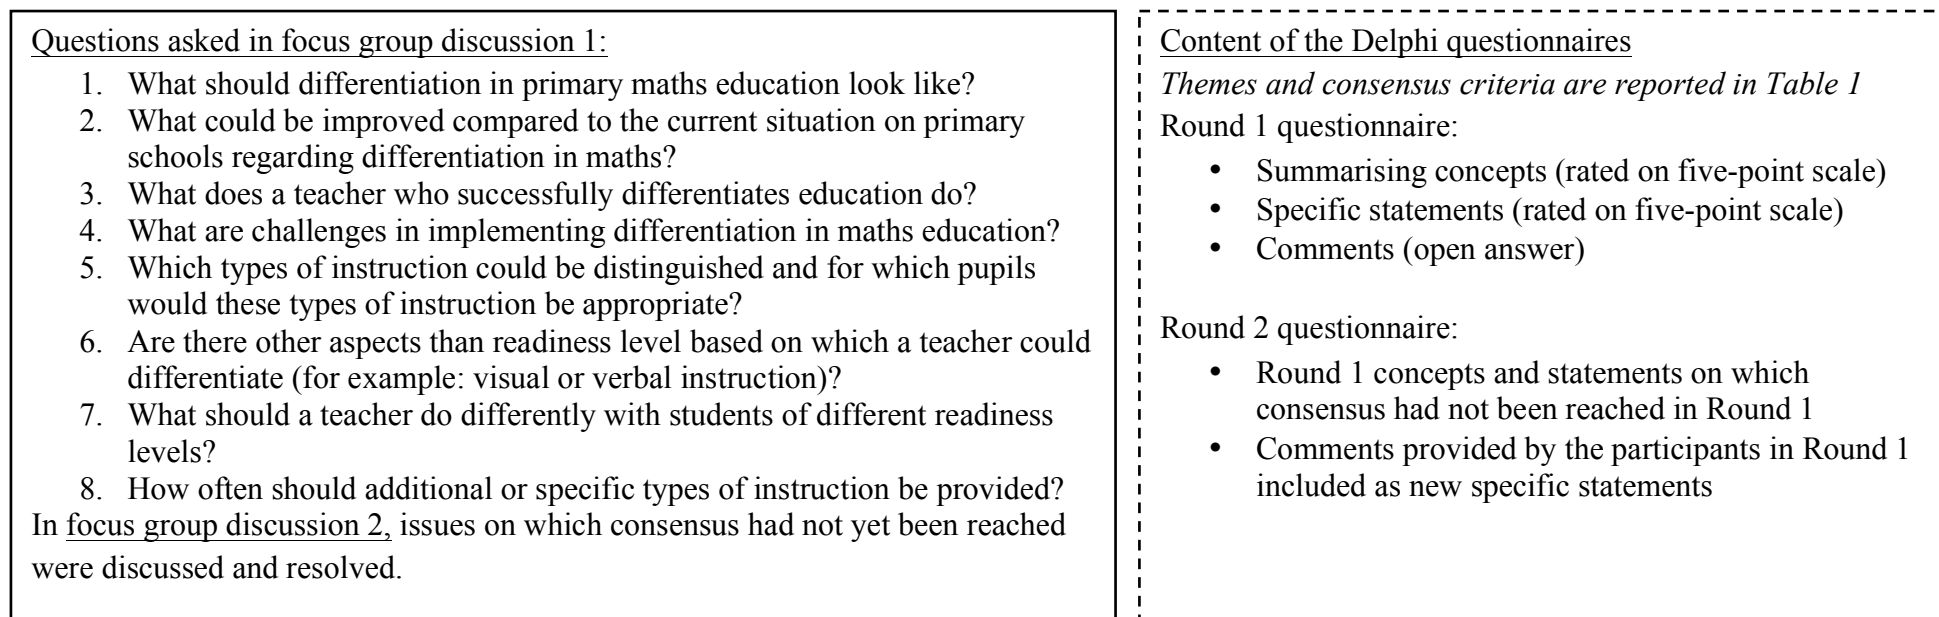 Questions asked in focus group discussion 1:
1. What should differentiation in primary maths education look like?
2. What could be improved compared to the current situation on primary
schools regarding differentiation in maths?
3. What does a teacher who successfully differentiates education do?
4. What are challenges in implementing differentiation in maths education?
5. Which types of instruction could be distinguished and for which pupils
would these types of instruction be appropriate?
6. Are there other aspects than readiness level based on which a teacher could
differentiate (for example: visual or verbal instruction)?
7. What should a teacher do differently with students of different readiness
levels?
8. How often should additional or specific types of instruction be provided?
In focus group discussion 2, issues on which consensus had not yet been reached
were discussed and resolved.
Content of the Delphi questionnaires
Themes and consensus criteria are reported in Table 1
Round 1 questionnaire:
• Summarising concepts (rated on five-point scale)
• Specific statements (rated on five-point scale)
• Comments (open answer)
Round 2 questionnaire:
• Round 1 concepts and statements on which
consensus had not been reached in Round 1
• Comments provided by the participants in Round 1
included as new specific statements